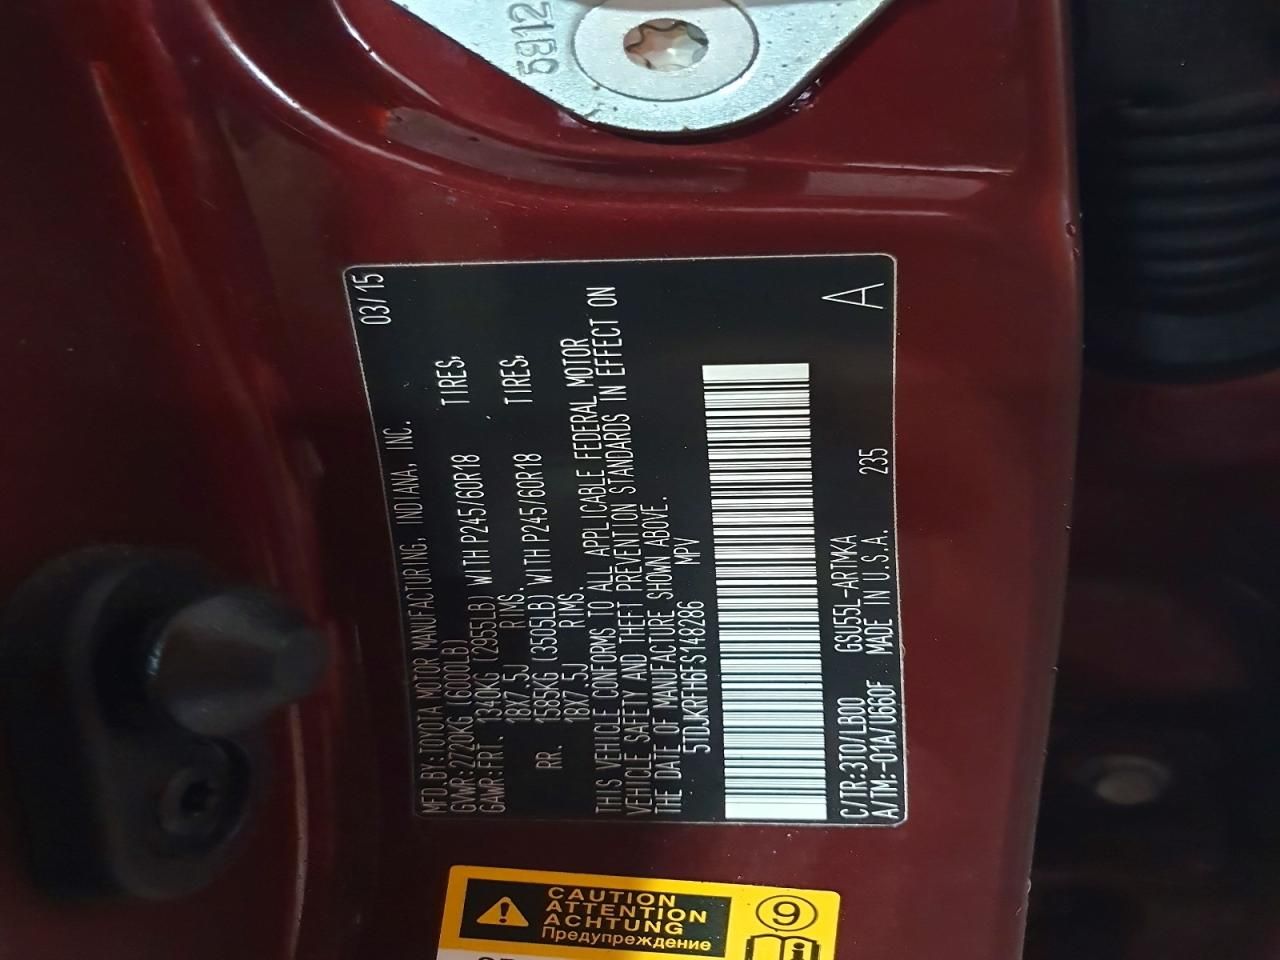 5912
03/15
MFD.BY:TOYOTA MOTOR MANUFACTURING, INDIANA, INC.
GVWR:2720KG (6000LB)
GAWR:FRT. 1340KG (2955LB) WITH P245/60R18 TIRES,
18X7.5J RIMS.
RR. 1585KG (3505LB) WITH P245/60R18 TIRES,
18X7.5J RIMS.
THIS VEHICLE CONFORMS TO ALL APPLICABLE FEDERAL MOTOR
VEHICLE SAFETY AND THEFT PREVENTION STANDARDS IN EFFECT ON
THE DATE OF MANUFACTURE SHOWN ABOVE.
5TDJKRFH6FS148286 MPV
C/TR:3T0/LB00 GSU55L-ARTMKA A
A/TM:-01A/U660F MADE IN U.S.A. 235
CAUTION
ATTENTION
ACHTUNG
Предупреждение
9
i